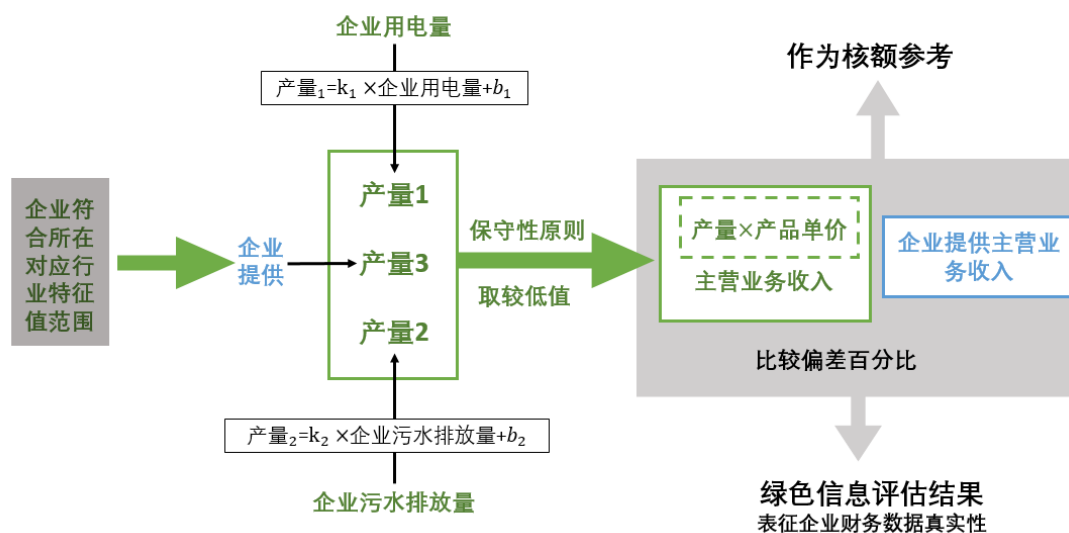 企业用电量
产量₁=k₁ ×企业用电量+b₁
作为核额参考
企业符
合所在
对应行
业特征
值范围
企业
提供
产量1
产量3
产量2
保守性原则
取较低值
产量×产品单价
主营业务收入
企业提供主营业
务收入
比较偏差百分比
产量₂=k₂ ×企业污水排放量+b₂
企业污水排放量
绿色信息评估结果
表征企业财务数据真实性